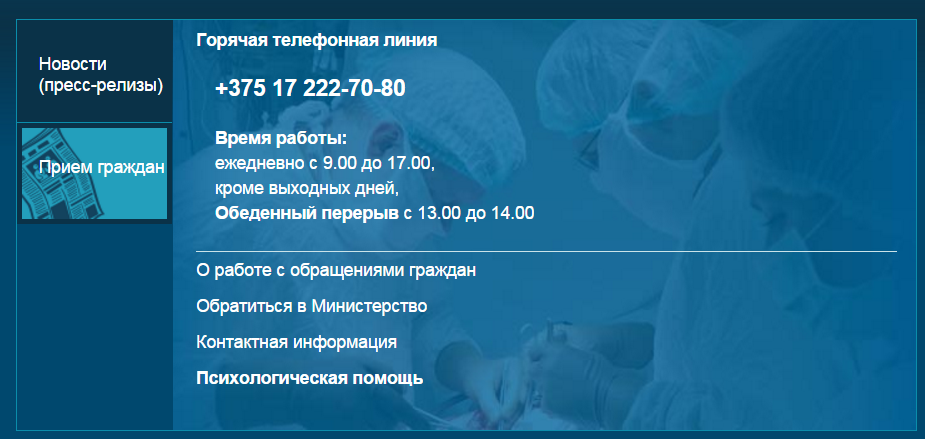 Новости
(пресс-релизы)
Прием граждан
Горячая телефонная линия
+375 17 222-70-80
Время работы:
ежедневно с 9.00 до 17.00,
кроме выходных дней,
Обеденный перерыв с 13.00 до 14.00
О работе с обращениями граждан
Обратиться в Министерство
Контактная информация
Психологическая помощь